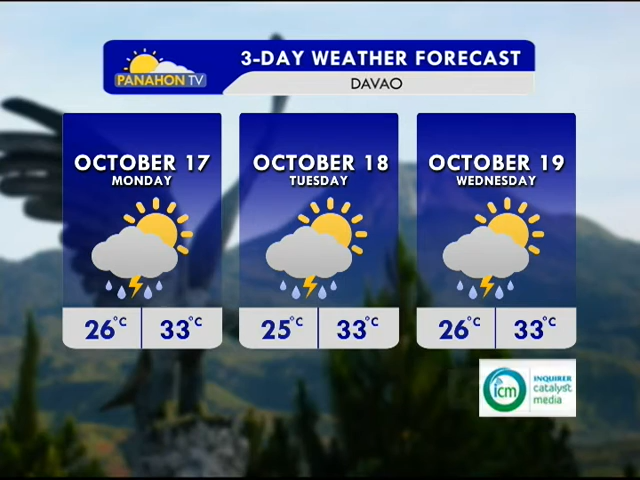 PANAHON TV
3-DAY WEATHER FORECAST
DAVAO
OCTOBER 17
MONDAY
26°C 33°C
OCTOBER 18
TUESDAY
25°C 33°C
OCTOBER 19
WEDNESDAY
26°C 33°C
icm
INQUIRER
catalyst
media